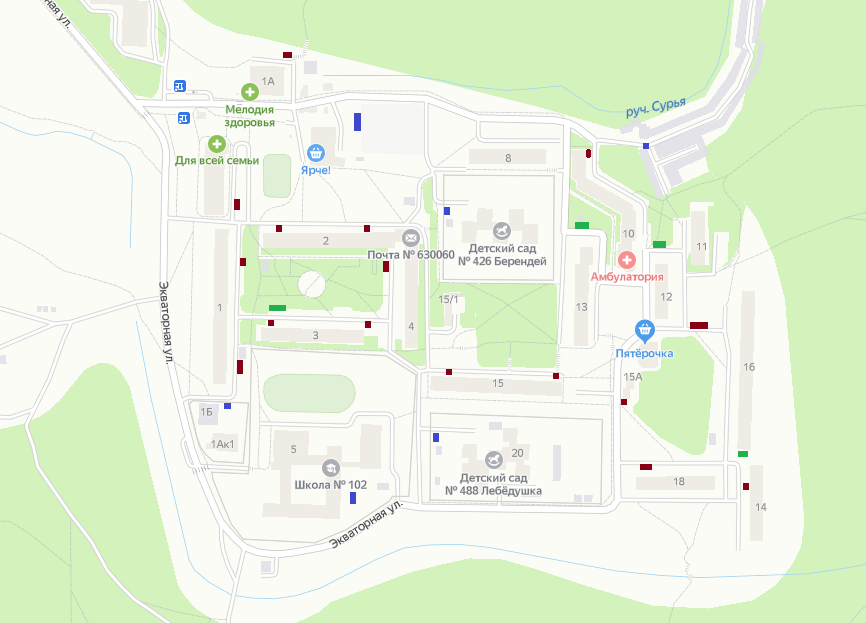 ная ул.
1А
Мелодия
здоровья
руч. Сурья
Для всей семьи
Ярче!
8
10
2
Почта № 630060
Детский сад
№ 426 Берендей
11
Амбулатория
12
15/1
1
3
4
13
Экваторная ул.
Пятёрочка
16
15
15А
1Б
1Ак1
5
Школа № 102
20
Детский сад
№ 488 Лебёдушка
18
14
Экваторная ул.